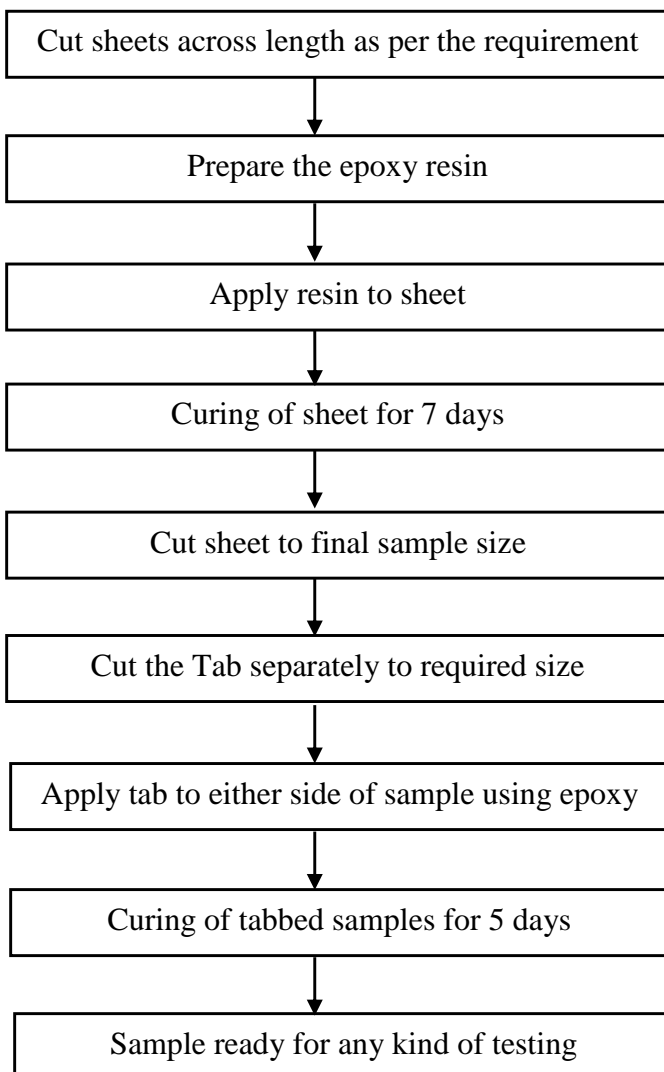 Cut sheets across length as per the requirement
Prepare the epoxy resin
Apply resin to sheet
Curing of sheet for 7 days
Cut sheet to final sample size
Cut the Tab separately to required size
Apply tab to either side of sample using epoxy
Curing of tabbed samples for 5 days
Sample ready for any kind of testing